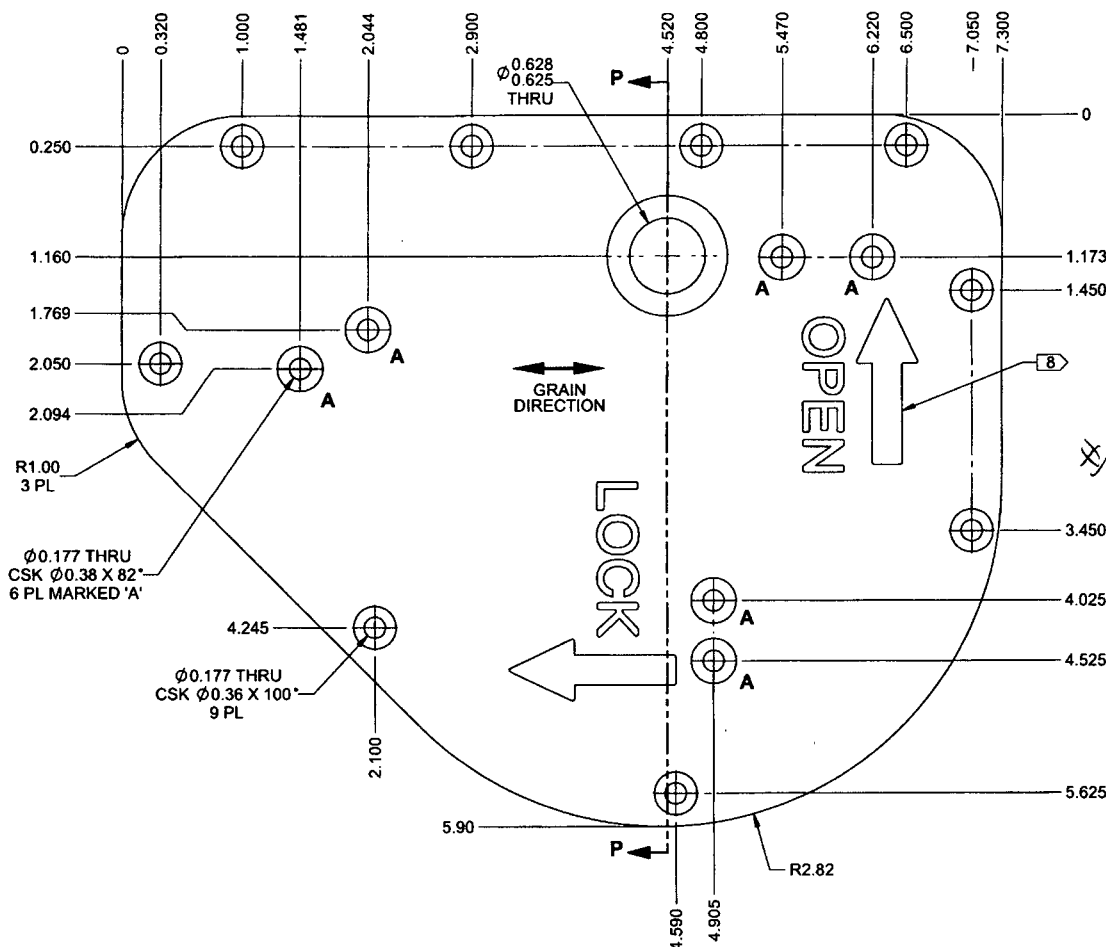 0
0.320
1.000
1.481
2.044
2.900
4.520
4.800
5.470
6.220
6.500
7.050
7.300
P
Ø0.628
0.625
THRU
0
0.250
1.160
1.173
A
A
1.450
1.769
A
2.050
2.094
A
GRAIN
DIRECTION
OPEN
8
R1.00
3 PL
LOCK
3.450
Ø0.177 THRU
CSK Ø0.38 X 82°
6 PL MARKED 'A'
4.025
A
4.245
4.525
A
Ø0.177 THRU
CSK Ø0.36 X 100°
9 PL
2.100
5.625
5.90
P
R2.82
4.590
4.905